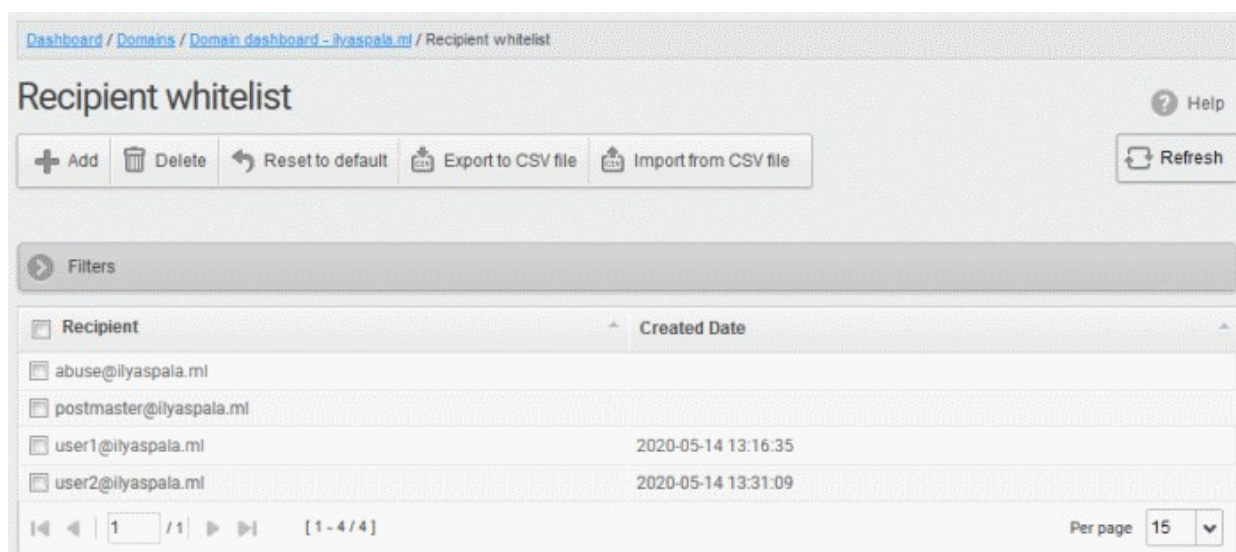 Dashboard / Domains / Domain dashboard - ilyaspala.ml / Recipient whitelist
Recipient whitelist
Help
Add Delete Reset to default Export to CSV file Import from CSV file Refresh
Filters
Recipient Created Date
abuse@ilyaspala.ml
postmaster@ilyaspala.ml
user1@ilyaspala.ml 2020-05-14 13:16:35
user2@ilyaspala.ml 2020-05-14 13:31:09
1 / 1 [ 1 - 4 / 4 ] Per page 15